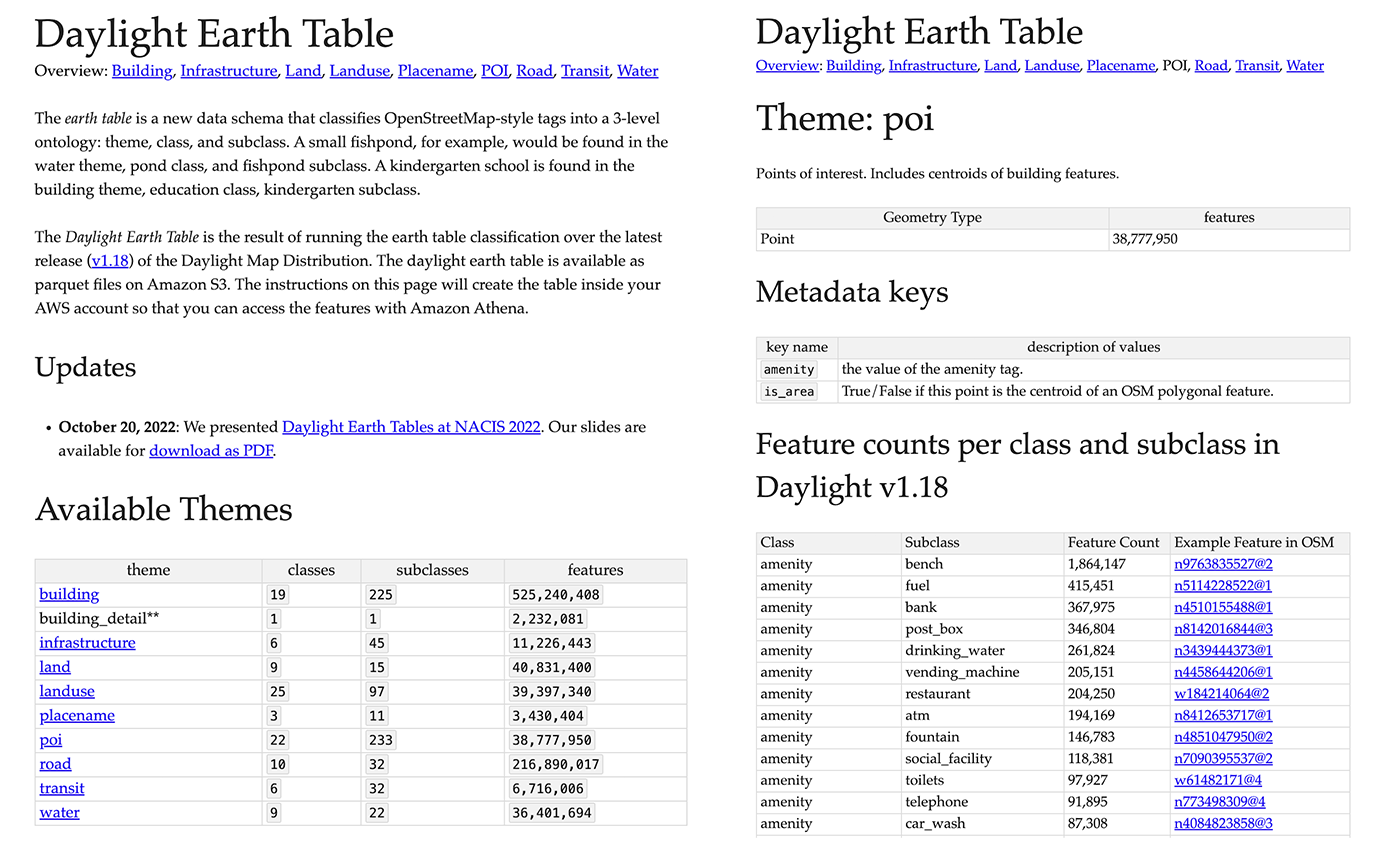 Daylight Earth Table
Overview: Building, Infrastructure, Land, Landuse, Placename, POI, Road, Transit, Water
The earth table is a new data schema that classifies OpenStreetMap-style tags into a 3-level
ontology: theme, class, and subclass. A small fishpond, for example, would be found in the
water theme, pond class, and fishpond subclass. A kindergarten school is found in the
building theme, education class, kindergarten subclass.
The Daylight Earth Table is the result of running the earth table classification over the latest
release (v1.18) of the Daylight Map Distribution. The daylight earth table is available as
parquet files on Amazon S3. The instructions on this page will create the table inside your
AWS account so that you can access the features with Amazon Athena.
Updates
• October 20, 2022: We presented Daylight Earth Tables at NACIS 2022. Our slides are
available for download as PDF.
Available Themes
theme classes subclasses features
building 19 225 525,240,408
building_detail** 1 1 2,232,081
infrastructure 6 45 11,226,443
land 9 15 40,831,400
landuse 25 97 39,397,340
placename 3 11 3,430,404
poi 22 233 38,777,950
road 10 32 216,890,017
transit 6 32 6,716,006
water 9 22 36,401,694
Daylight Earth Table
Overview: Building, Infrastructure, Land, Landuse, Placename, POI, Road, Transit, Water
Theme: poi
Points of interest. Includes centroids of building features.
Geometry Type features
Point 38,777,950
Metadata keys
key name description of values
amenity the value of the amenity tag.
is_area True/False if this point is the centroid of an OSM polygonal feature.
Feature counts per class and subclass in
Daylight v1.18
Class Subclass Feature Count Example Feature in OSM
amenity bench 1,864,147 n9763835527@2
amenity fuel 415,451 n5114228522@1
amenity bank 367,975 n4510155488@1
amenity post_box 346,804 n8142016844@3
amenity drinking_water 261,824 n3439444373@1
amenity vending_machine 205,151 n4458644206@1
amenity restaurant 204,250 w184214064@2
amenity atm 194,169 n8412653717@1
amenity fountain 146,783 n4851047950@2
amenity social_facility 118,381 n7090395537@2
amenity toilets 97,927 w61482171@4
amenity telephone 91,895 n773498309@4
amenity car_wash 87,308 n4084823858@3